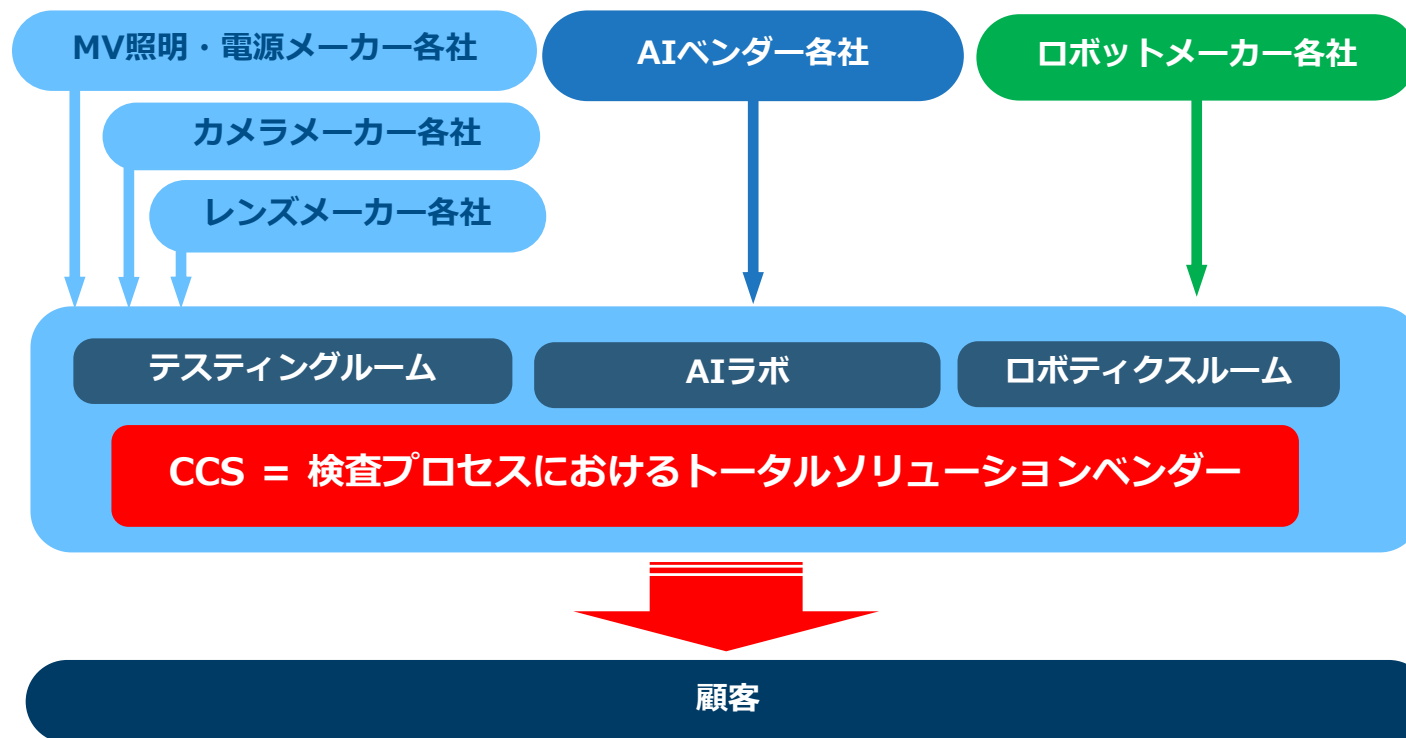 MV照明・電源メーカー各社
AIベンダー各社
ロボットメーカー各社
カメラメーカー各社
レンズメーカー各社
テスティングルーム
AIラボ
ロボティクスルーム
CCS = 検査プロセスにおけるトータルソリューションベンダー
顧客